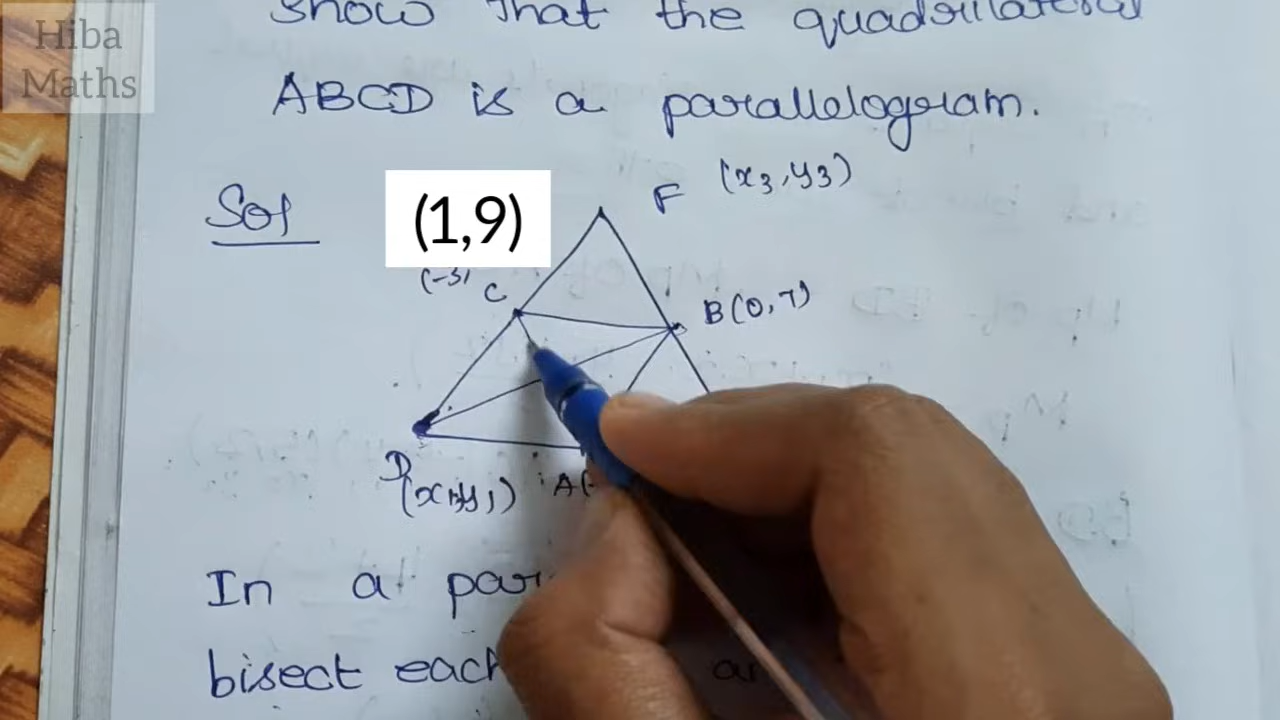 Hiba
Maths
Show that the quadrilateral
ABCD is a parallelogram.
Sol
(1,9)
F (x3,y3)
(-5,
C
B(0,7)
D
(x1,y1)
A(-
In a par
bisect each